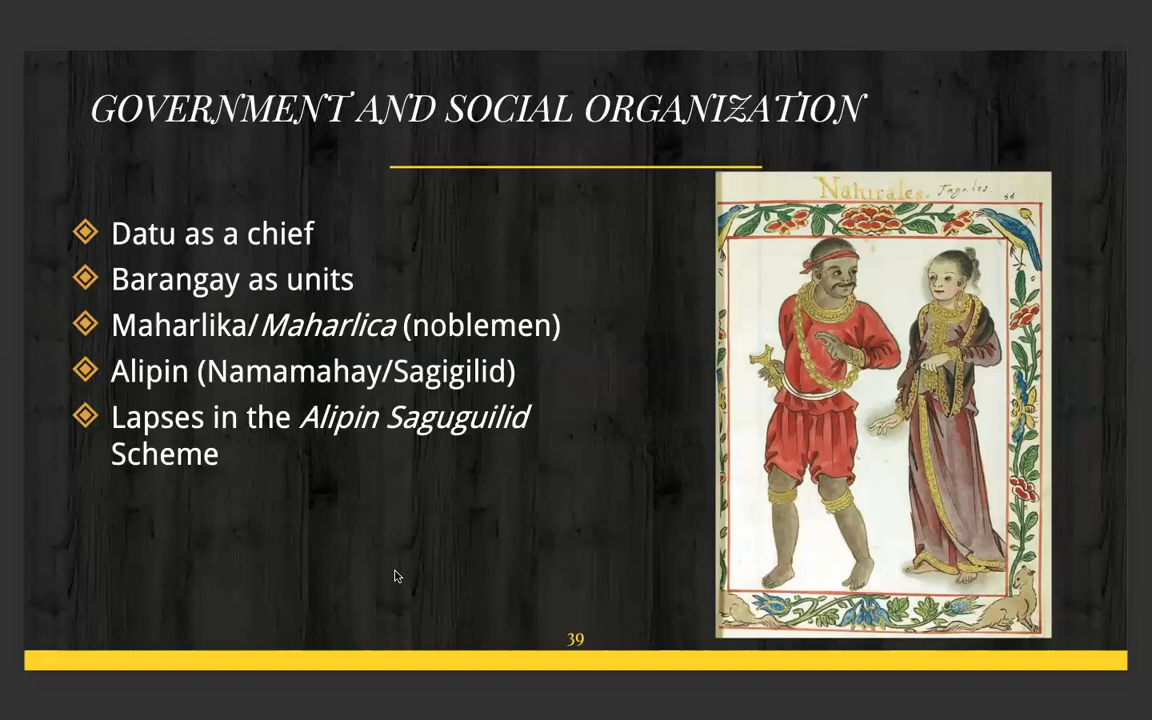 GOVERNMENT AND SOCIAL ORGANIZATION
Datu as a chief
Barangay as units
Maharlika/Maharlica (noblemen)
Alipin (Namamahay/Sagigilid)
Lapses in the Alipin Saguguilid
Scheme
Naturales. Tagalos. 56
39